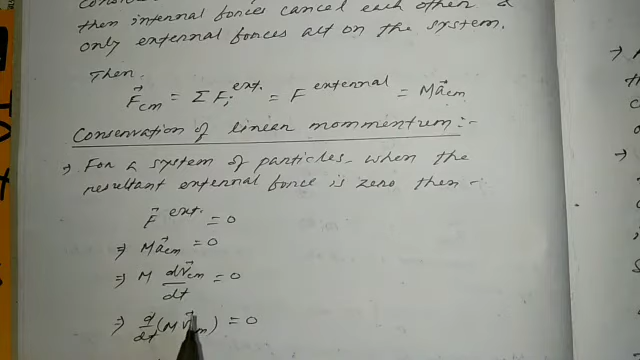 then internal forces cancel each other &
only external forces act on the system.
Then.
F⃗cm = Σ Fi^ext. = F^external = Ma⃗cm
Conservation of linear mommentum:-
→ For a system of particles, when the
resultant external force is zero then -
F⃗^ext. = 0
⇒ Ma⃗cm = 0
⇒ M dv⃗cm/dt = 0
⇒ d/dt (M v⃗cm) = 0